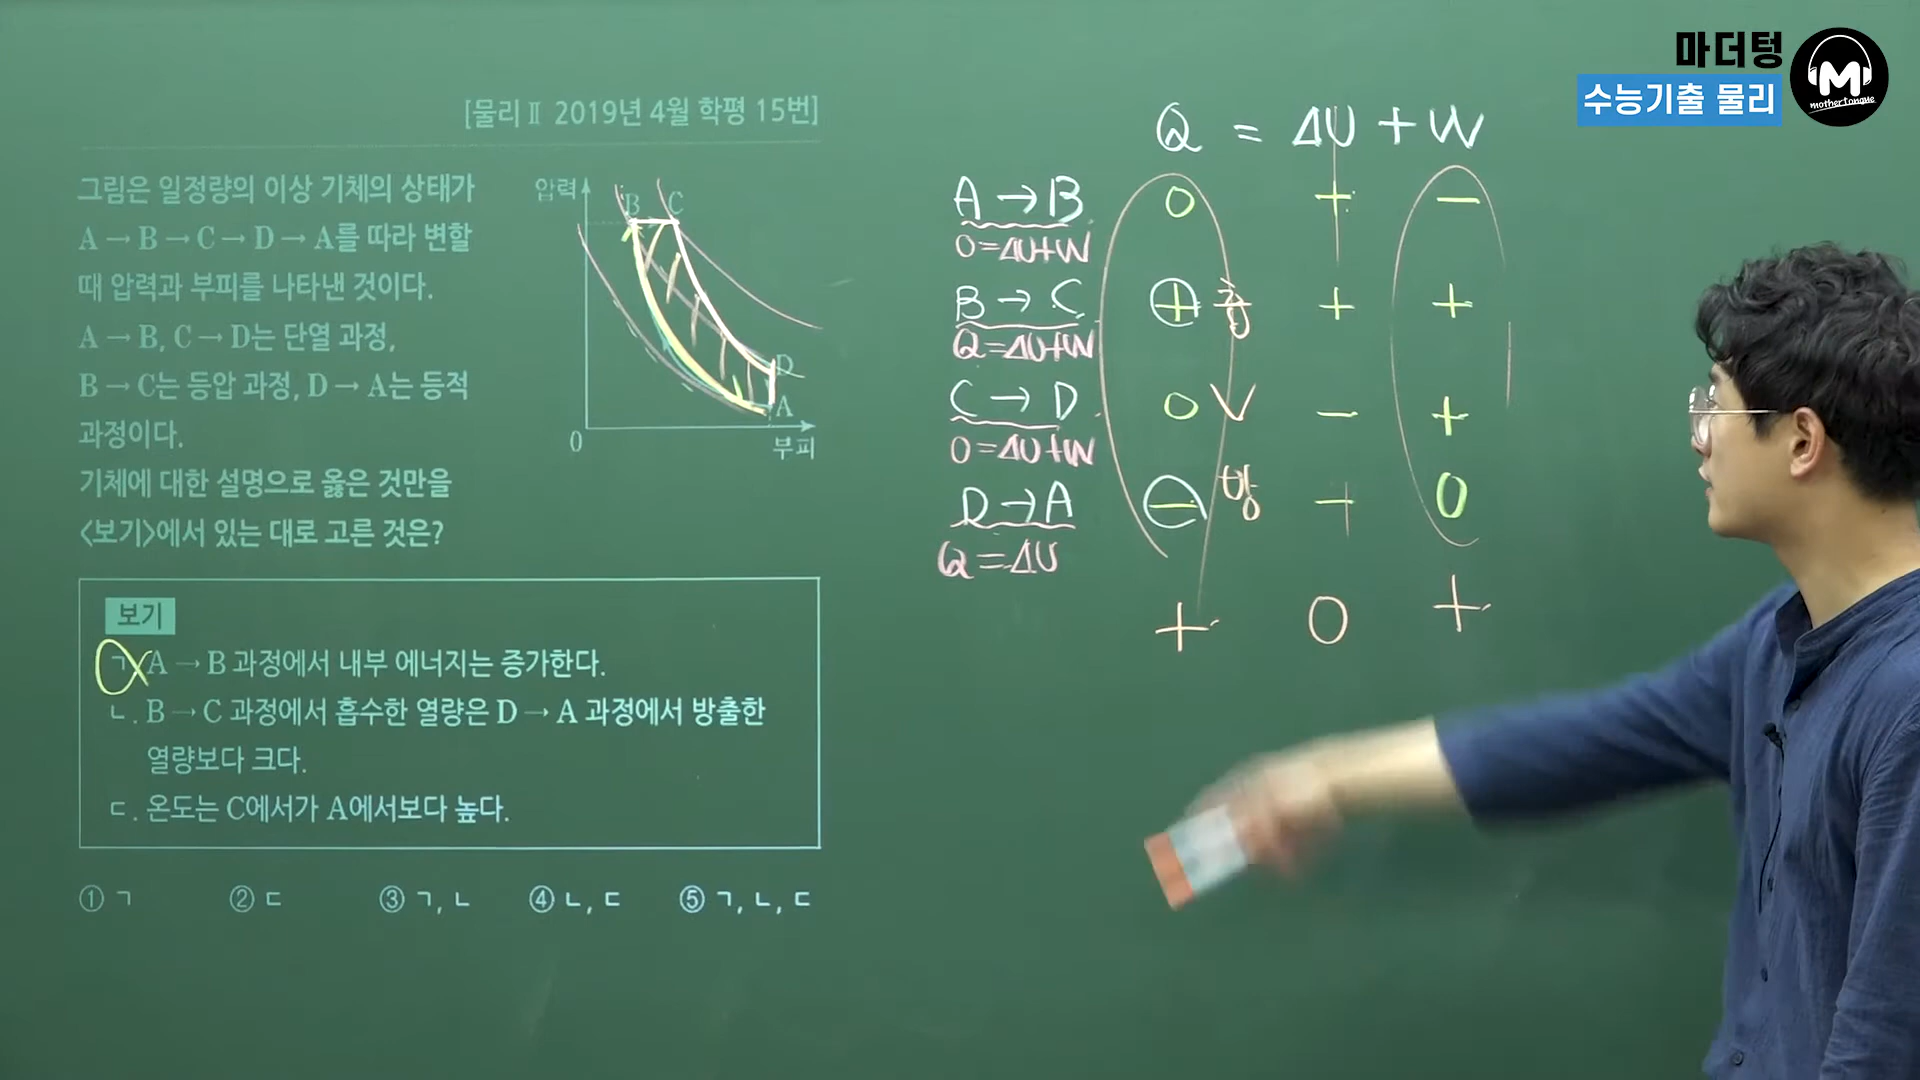 마더텅
수능기출 물리
M
mothertongue
[물리 Ⅱ 2019년 4월 학평 15번]
그림은 일정량의 이상 기체의 상태가
A → B → C → D → A를 따라 변할
때 압력과 부피를 나타낸 것이다.
A → B, C → D는 단열 과정,
B → C는 등압 과정, D → A는 등적
과정이다.
기체에 대한 설명으로 옳은 것만을
<보기>에서 있는 대로 고른 것은?
압력
B C
D
A
0
부피
보기
ㄱ. A → B 과정에서 내부 에너지는 증가한다.
ㄴ. B → C 과정에서 흡수한 열량은 D → A 과정에서 방출한
열량보다 크다.
ㄷ. 온도는 C에서가 A에서보다 높다.
① ㄱ ② ㄷ ③ ㄱ, ㄴ ④ ㄴ, ㄷ ⑤ ㄱ, ㄴ, ㄷ
Q = ΔU + W
A → B 0 + -
0 = ΔU+W
B → C + 흡 + +
Q = ΔU+W
C → D 0 - +
0 = ΔU+W
D → A - 방 - 0
Q = ΔU
+ 0 +